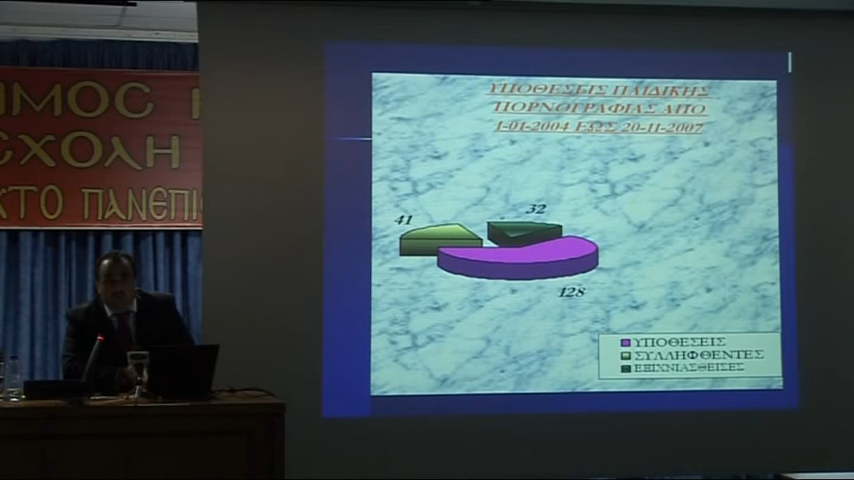 ΗΜΟΣ
ΣΧΟΛΗ
ΚΤΟ ΠΑΝΕΠΙ
ΥΠΟΘΕΣΕΙΣ ΠΑΙΔΙΚΗΣ
ΠΟΡΝΟΓΡΑΦΙΑΣ ΑΠΟ
1-01-2004 ΕΩΣ 20-11-2007
41
32
128
ΥΠΟΘΕΣΕΙΣ
ΣΥΛΛΗΦΘΕΝΤΕΣ
ΕΞΙΧΝΙΑΣΘΕΙΣΕΣ